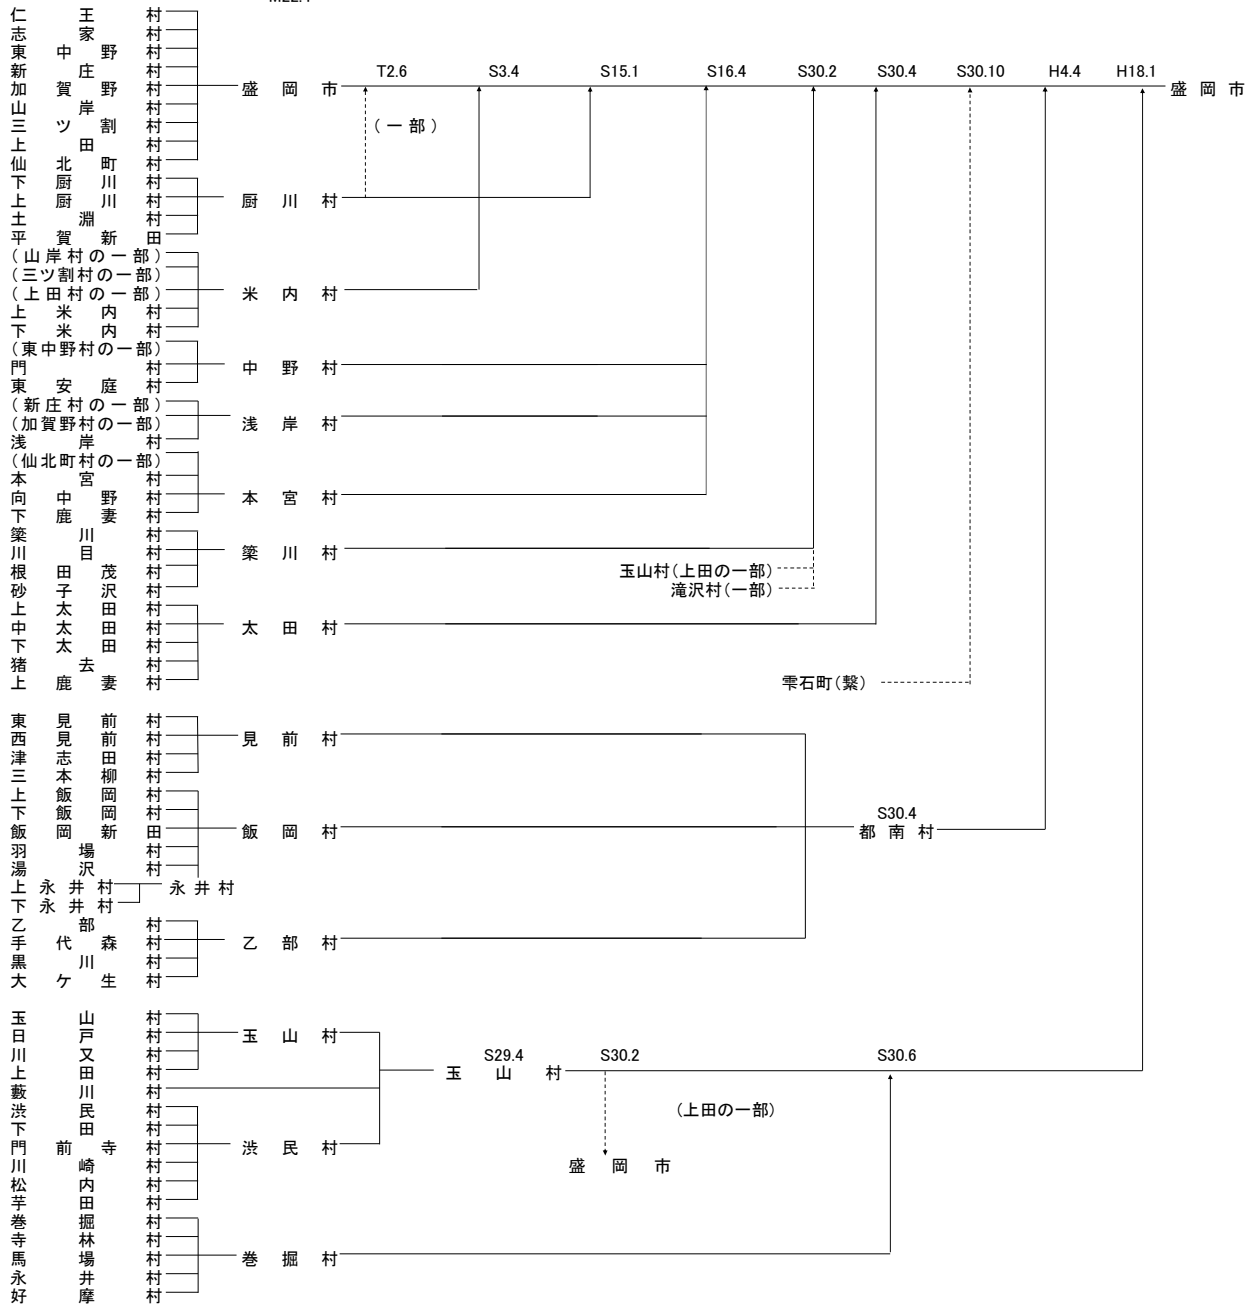 仁王村
志家村
東中野村
新庄村 T2.6 S3.4 S15.1 S16.4 S30.2 S30.4 S30.10 H4.4 H18.1
加賀野村 盛岡市 盛岡市
山岸村
三ツ割村 (一部)
上田村
仙北町村
下厨川村
上厨川村 厨川村
土淵村
平賀新田
(山岸村の一部)
(三ツ割村の一部)
(上田村の一部) 米内村
上米内村
下米内村
(東中野村の一部)
門村 中野村
東安庭村
(新庄村の一部)
(加賀野村の一部) 浅岸村
浅岸村
(仙北町村の一部)
本宮村
向中野村 本宮村
下鹿妻村
簗川村
川目村 簗川村
根田茂村 玉山村(上田の一部)
砂子沢村 滝沢村(一部)
上太田村
中太田村 太田村
下太田村
猪去村
上鹿妻村 雫石町(繋)
東見前村
西見前村 見前村
津志田村
三本柳村
上飯岡村
下飯岡村 S30.4
飯岡新田 飯岡村 都南村
羽場村
湯沢村
上永井村 永井村
下永井村
乙部村
手代森村 乙部村
黒川村
大ケ生村
玉山村
日戸村 玉山村
川又村 S29.4 S30.2 S30.6
上田村 玉山村
藪川村
渋民村 (上田の一部)
下田村
門前寺村 渋民村
川崎村 盛岡市
松内村
芋田村
巻掘村
寺林村
馬場村 巻掘村
永井村
好摩村